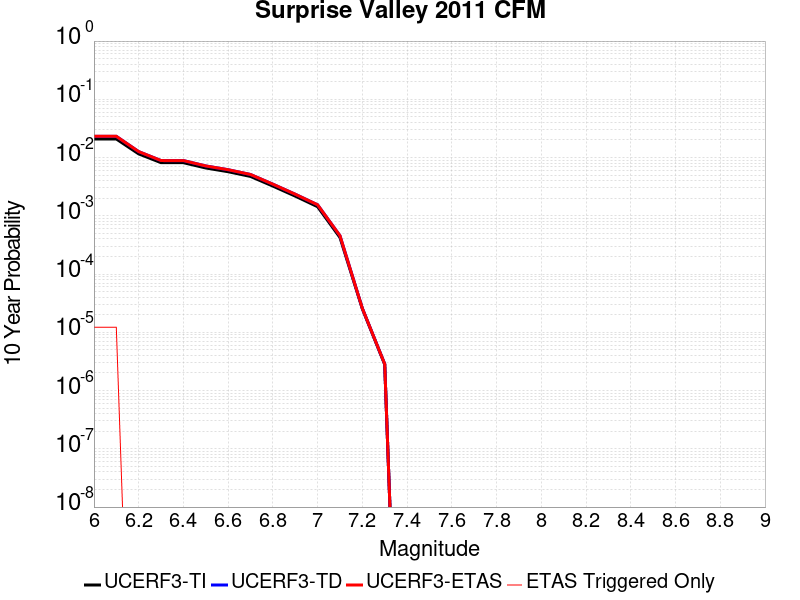 Surprise Valley 2011 CFM
10^0
10^-1
10^-2
10^-3
10^-4
10^-5
10^-6
10^-7
10^-8
10 Year Probability
6 6.2 6.4 6.6 6.8 7 7.2 7.4 7.6 7.8 8 8.2 8.4 8.6 8.8 9
Magnitude
UCERF3-TI UCERF3-TD UCERF3-ETAS ETAS Triggered Only